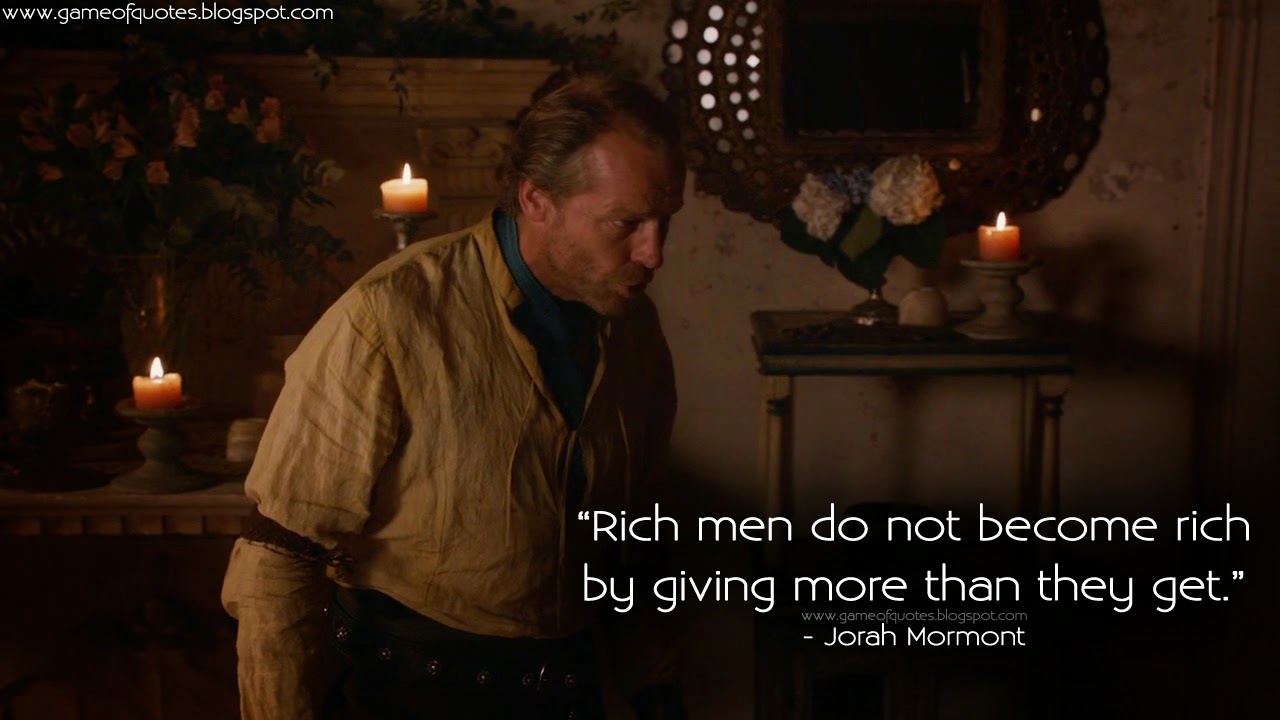 www.gameofquotes.blogspot.com
“Rich men do not become rich
by giving more than they get.”
www.gameofquotes.blogspot.com
- Jorah Mormont